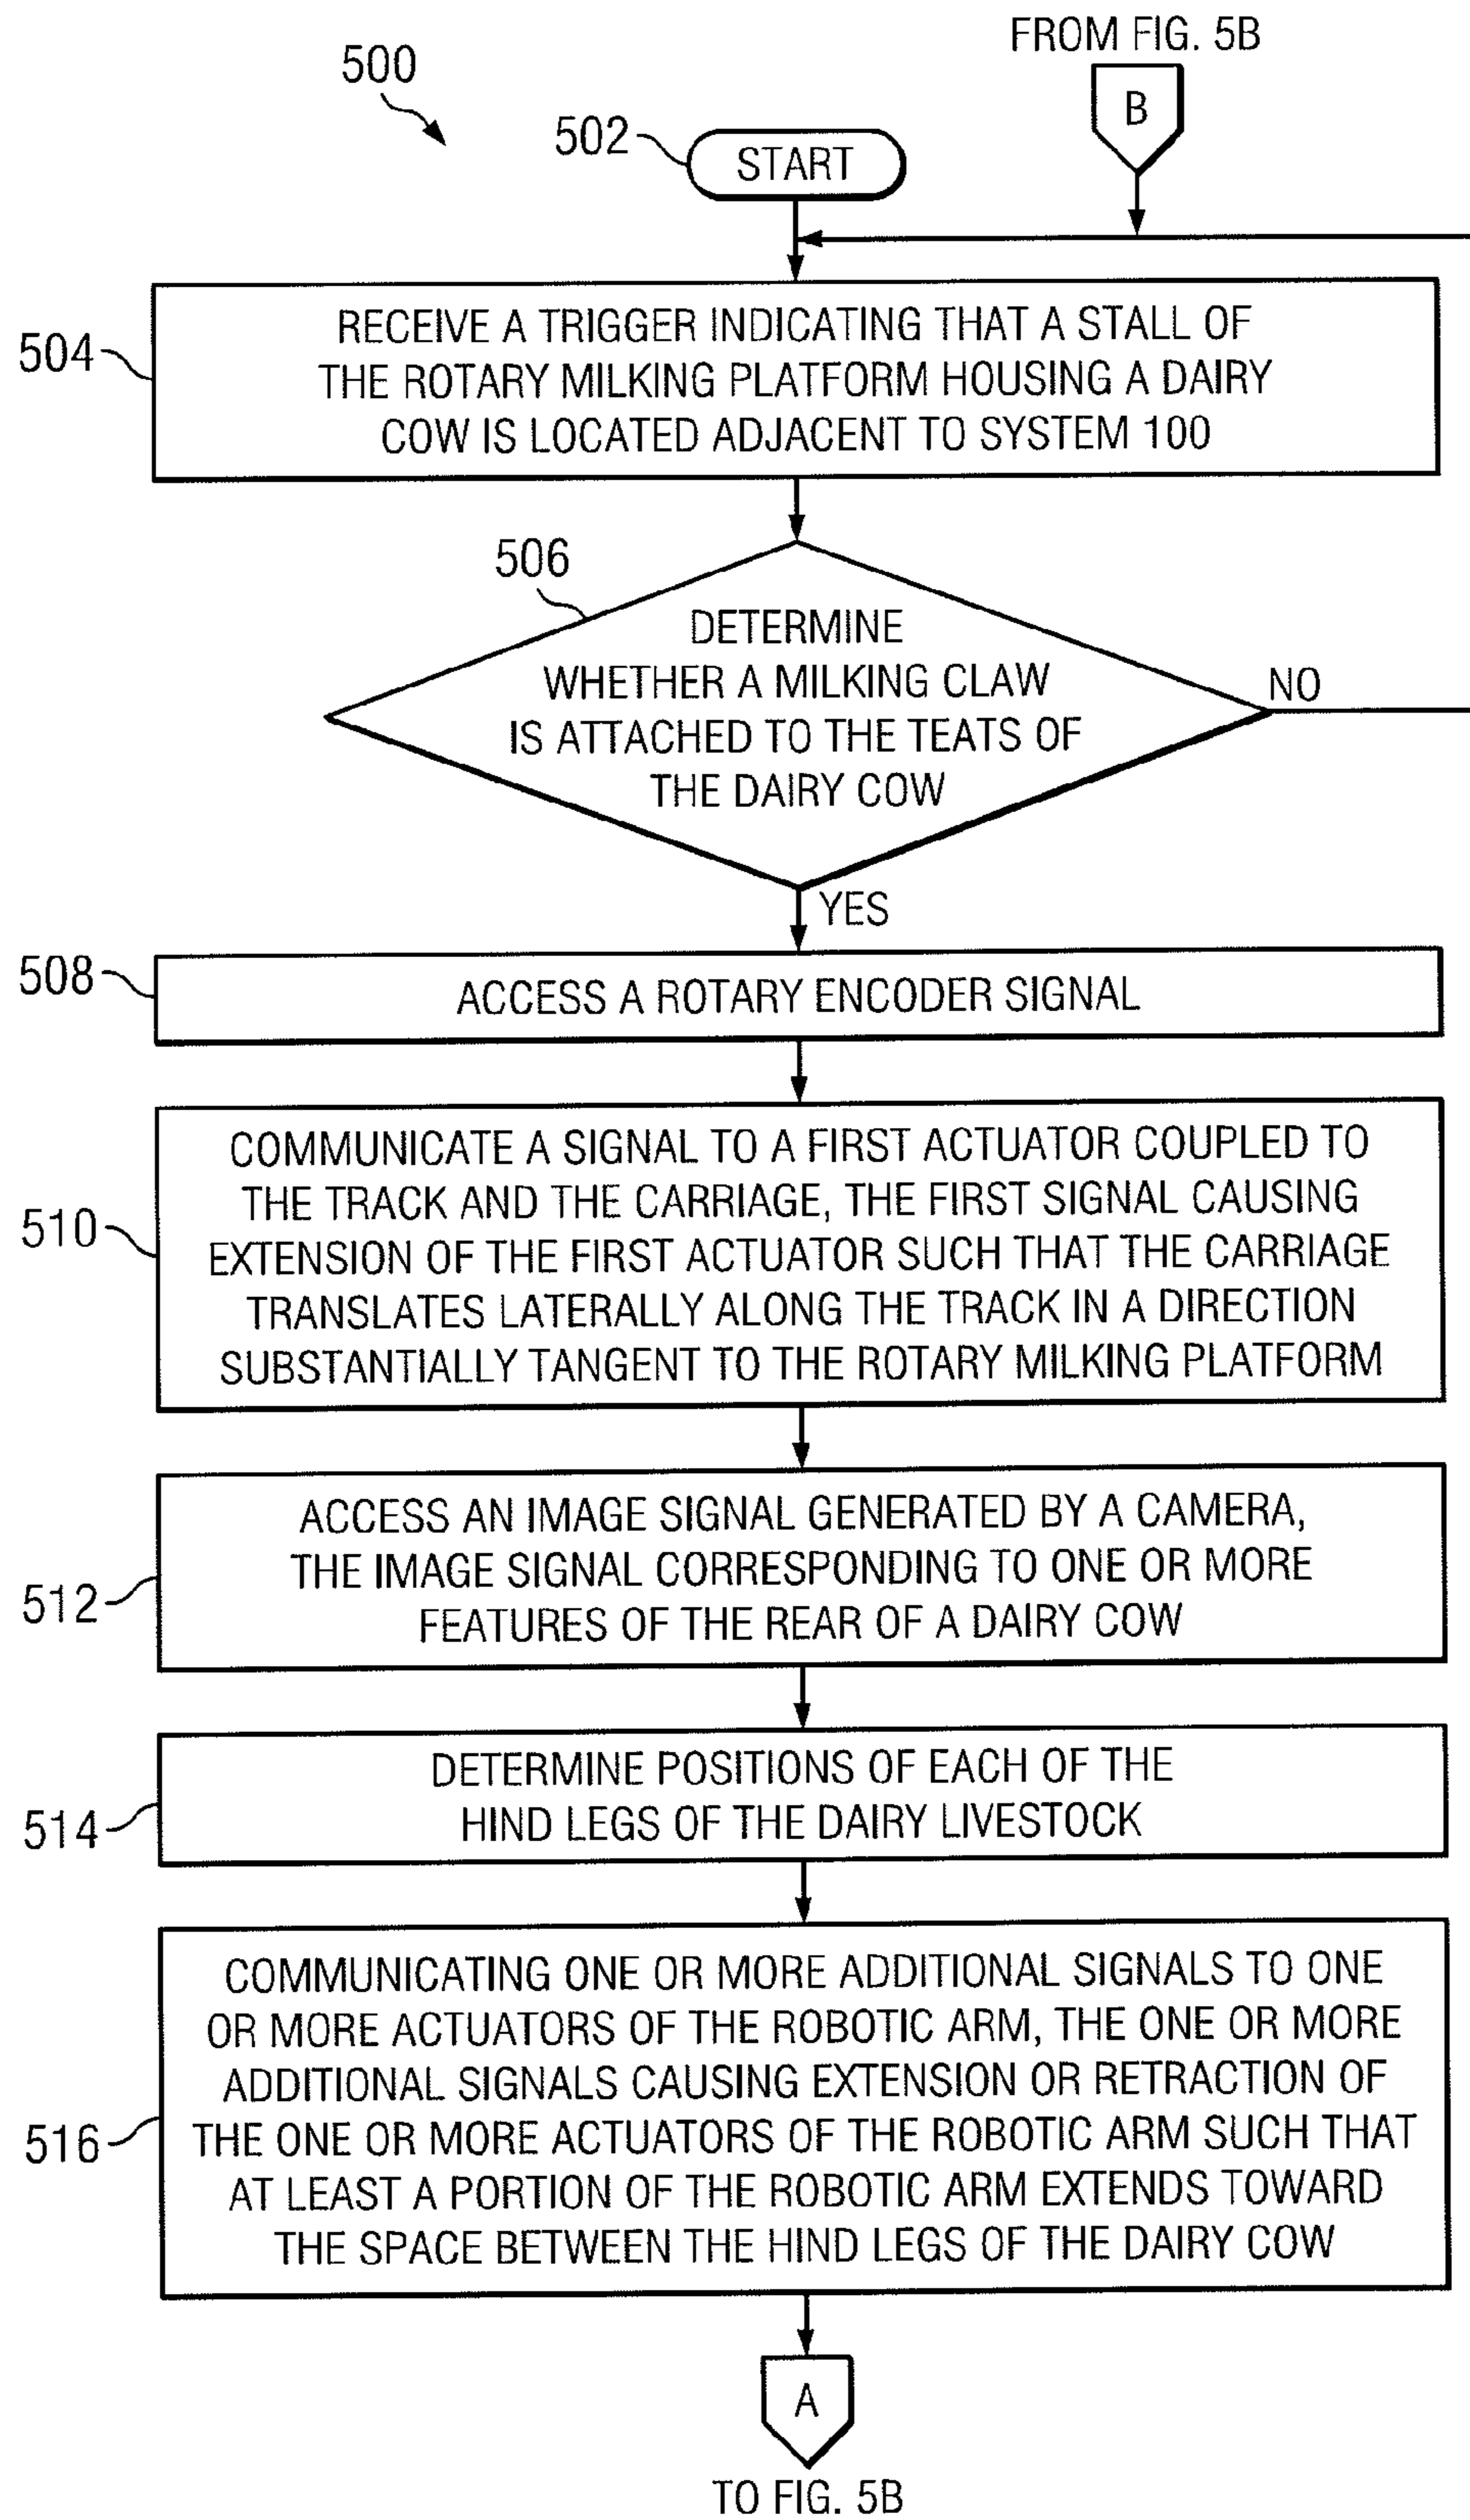 FROM FIG. 5B
500
B
502
START
504
RECEIVE A TRIGGER INDICATING THAT A STALL OF
THE ROTARY MILKING PLATFORM HOUSING A DAIRY
COW IS LOCATED ADJACENT TO SYSTEM 100
506
DETERMINE
WHETHER A MILKING CLAW
IS ATTACHED TO THE TEATS OF
THE DAIRY COW
NO
YES
508
ACCESS A ROTARY ENCODER SIGNAL
510
COMMUNICATE A SIGNAL TO A FIRST ACTUATOR COUPLED TO
THE TRACK AND THE CARRIAGE, THE FIRST SIGNAL CAUSING
EXTENSION OF THE FIRST ACTUATOR SUCH THAT THE CARRIAGE
TRANSLATES LATERALLY ALONG THE TRACK IN A DIRECTION
SUBSTANTIALLY TANGENT TO THE ROTARY MILKING PLATFORM
512
ACCESS AN IMAGE SIGNAL GENERATED BY A CAMERA,
THE IMAGE SIGNAL CORRESPONDING TO ONE OR MORE
FEATURES OF THE REAR OF A DAIRY COW
514
DETERMINE POSITIONS OF EACH OF THE
HIND LEGS OF THE DAIRY LIVESTOCK
516
COMMUNICATING ONE OR MORE ADDITIONAL SIGNALS TO ONE
OR MORE ACTUATORS OF THE ROBOTIC ARM, THE ONE OR MORE
ADDITIONAL SIGNALS CAUSING EXTENSION OR RETRACTION OF
THE ONE OR MORE ACTUATORS OF THE ROBOTIC ARM SUCH THAT
AT LEAST A PORTION OF THE ROBOTIC ARM EXTENDS TOWARD
THE SPACE BETWEEN THE HIND LEGS OF THE DAIRY COW
A
TO FIG. 5B